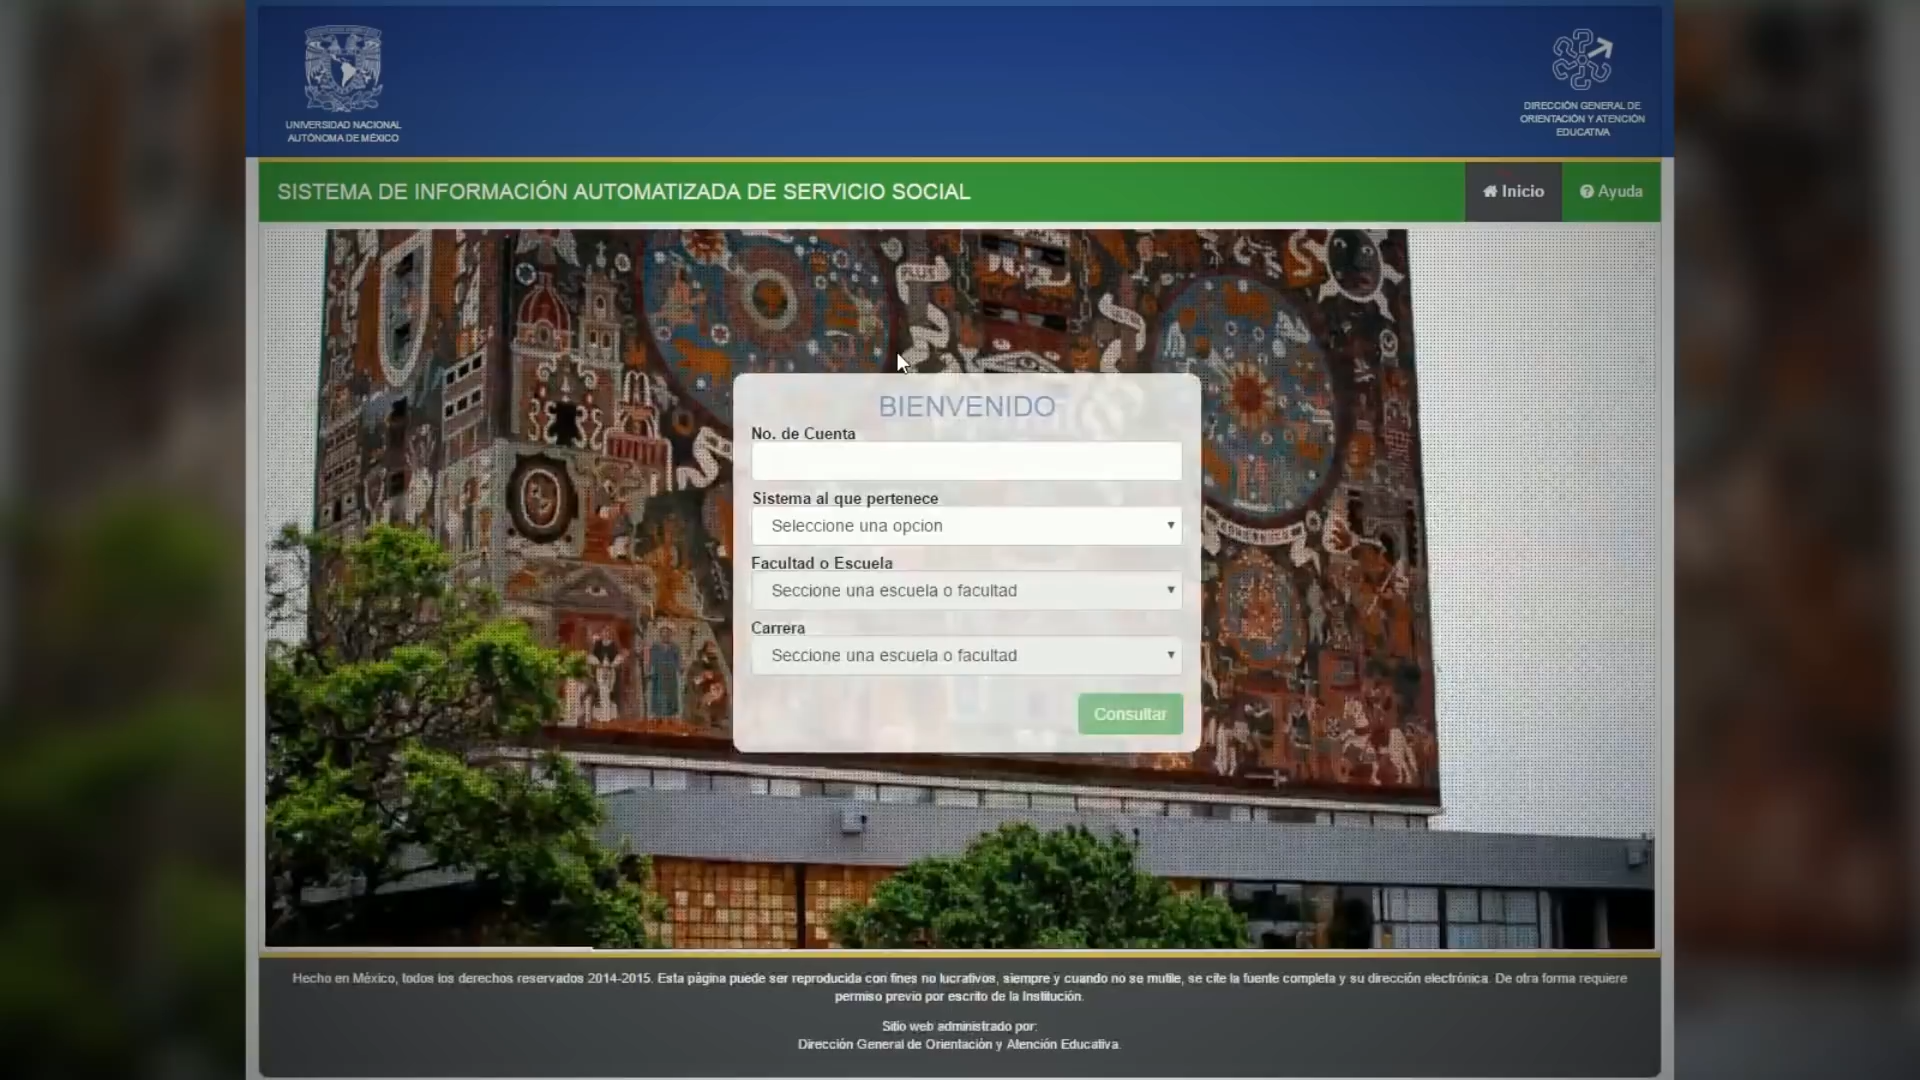 UNIVERSIDAD NACIONAL
AUTÓNOMA DE MÉXICO
DIRECCIÓN GENERAL DE
ORIENTACIÓN Y ATENCIÓN
EDUCATIVA
SISTEMA DE INFORMACIÓN AUTOMATIZADA DE SERVICIO SOCIAL
Inicio
Ayuda
BIENVENIDO
No. de Cuenta
Sistema al que pertenece
Seleccione una opcion
Facultad o Escuela
Seccione una escuela o facultad
Carrera
Seccione una escuela o facultad
Consultar
Hecho en México, todos los derechos reservados 2014-2015. Esta página puede ser reproducida con fines no lucrativos, siempre y cuando no se mutile, se cite la fuente completa y su dirección electrónica. De otra forma requiere
permiso previo por escrito de la Institución.
Sitio web administrado por:
Dirección General de Orientación y Atención Educativa.